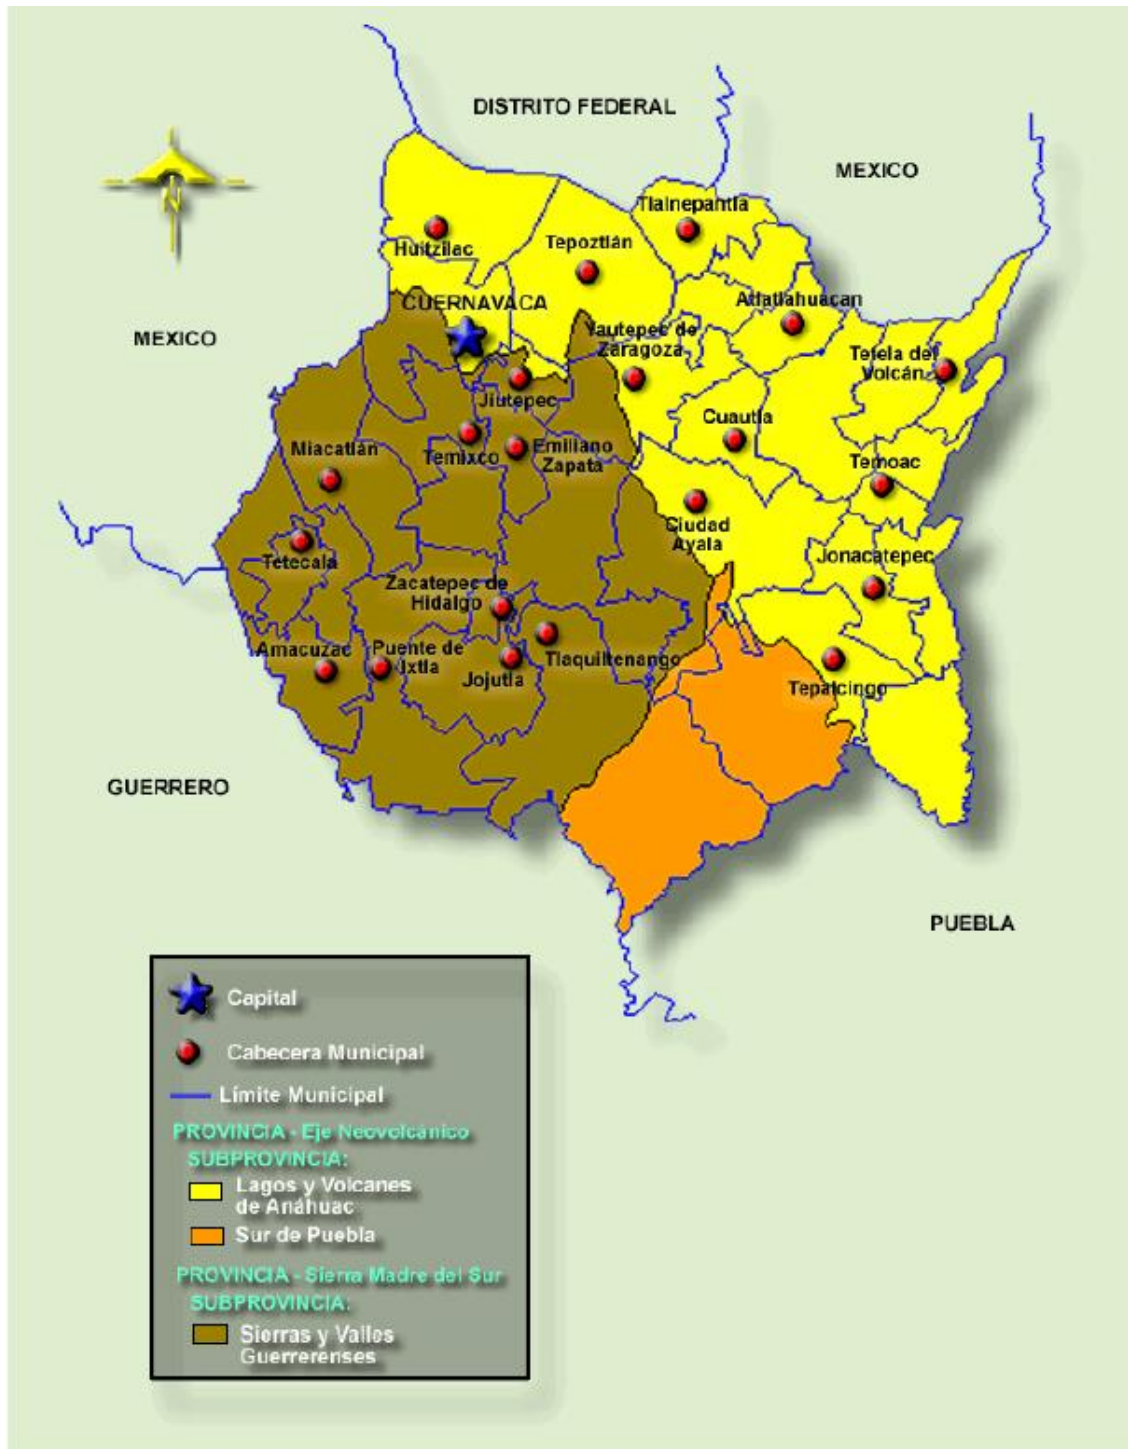 DISTRITO FEDERAL
MEXICO
N
Tlalnepantla
Huitzilac
Tepoztlán
CUERNAVACA
Atlatlahuacan
MEXICO
Yautepec de
Zaragoza
Tetela del
Volcán
Jiutepec
Cuautla
Miacatlán
Temixco
Emiliano
Zapata
Temoac
Ciudad
Ayala
Tetecala
Jonacatepec
Zacatepec de
Hidalgo
Amacuzac
Puente de
Ixtla
Jojutla
Tlaquiltenango
Tepalcingo
GUERRERO
PUEBLA
Capital
Cabecera Municipal
Límite Municipal
PROVINCIA - Eje Neovolcánico
SUBPROVINCIA:
Lagos y Volcanes
de Anáhuac
Sur de Puebla
PROVINCIA - Sierra Madre del Sur
SUBPROVINCIA:
Sierras y Valles
Guerrerenses